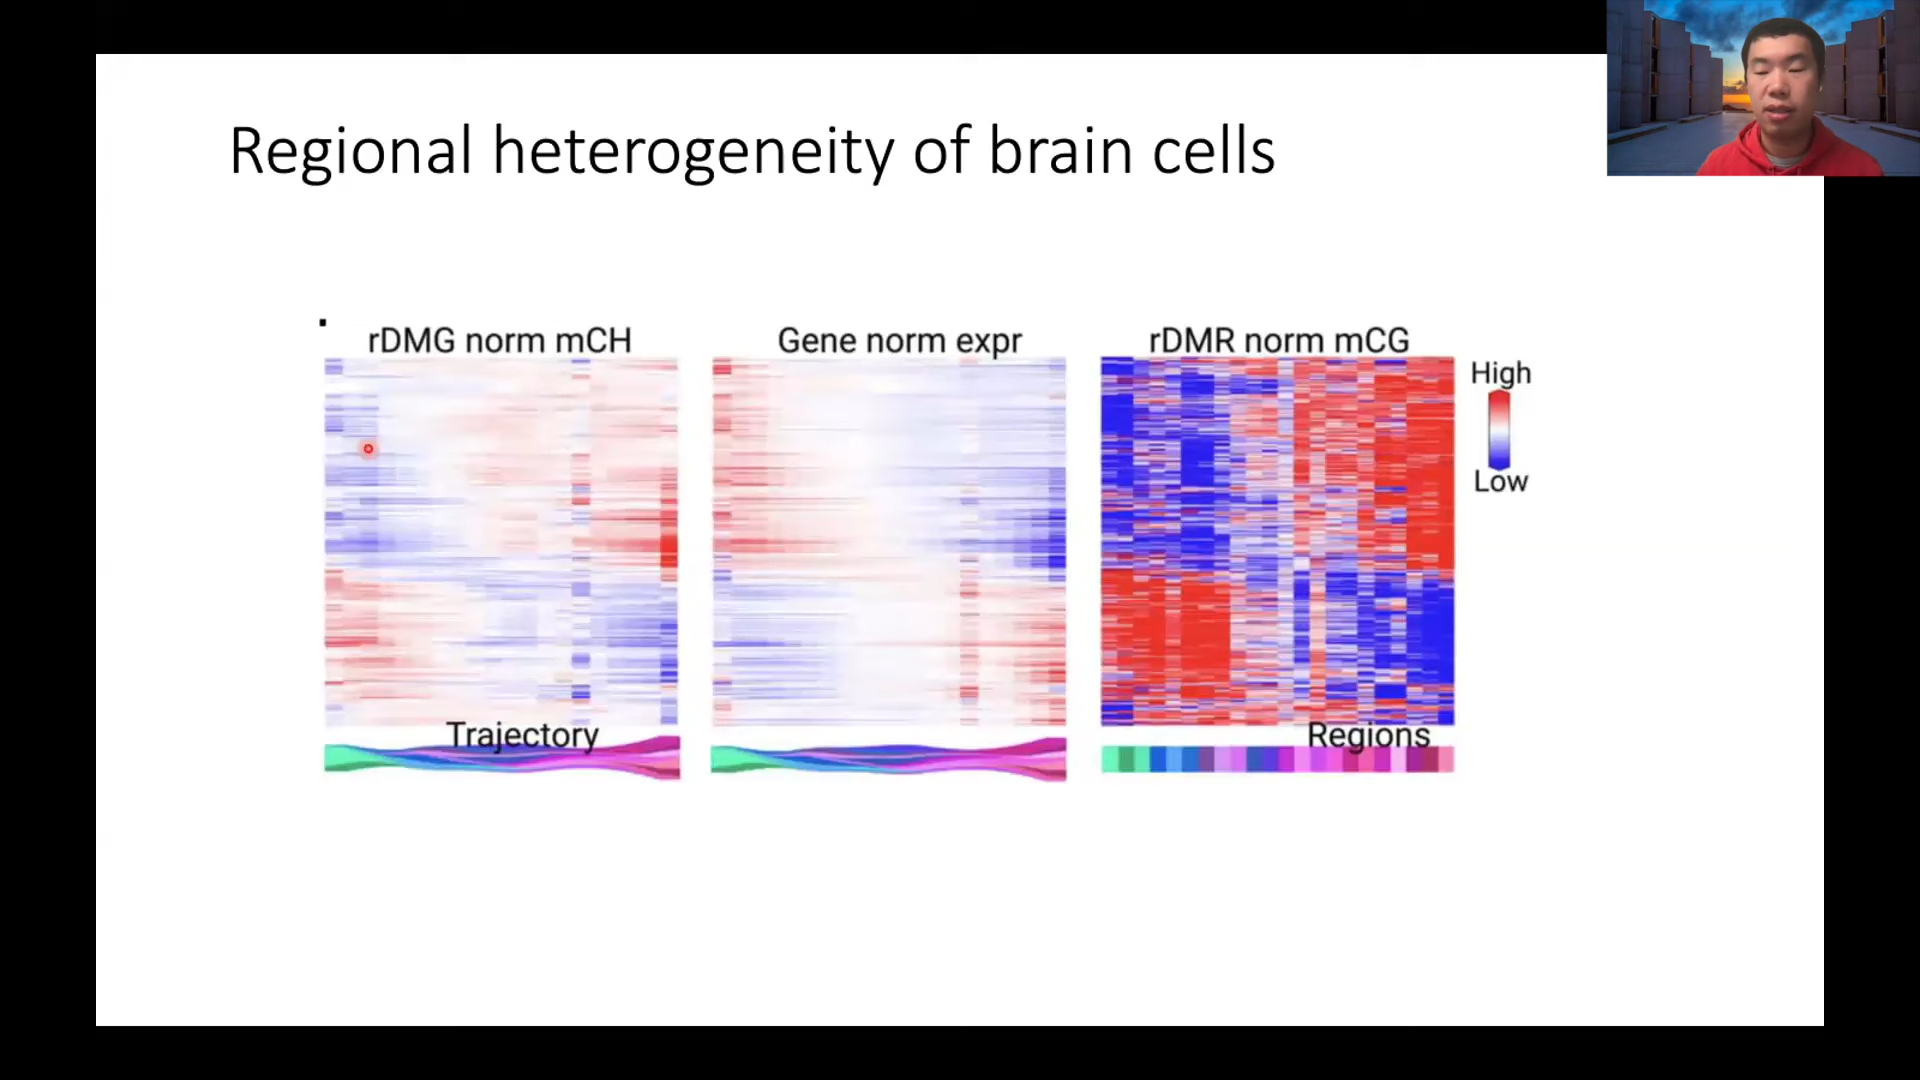 Regional heterogeneity of brain cells
rDMG norm mCH
Gene norm expr
rDMR norm mCG
High
Low
Trajectory
Regions